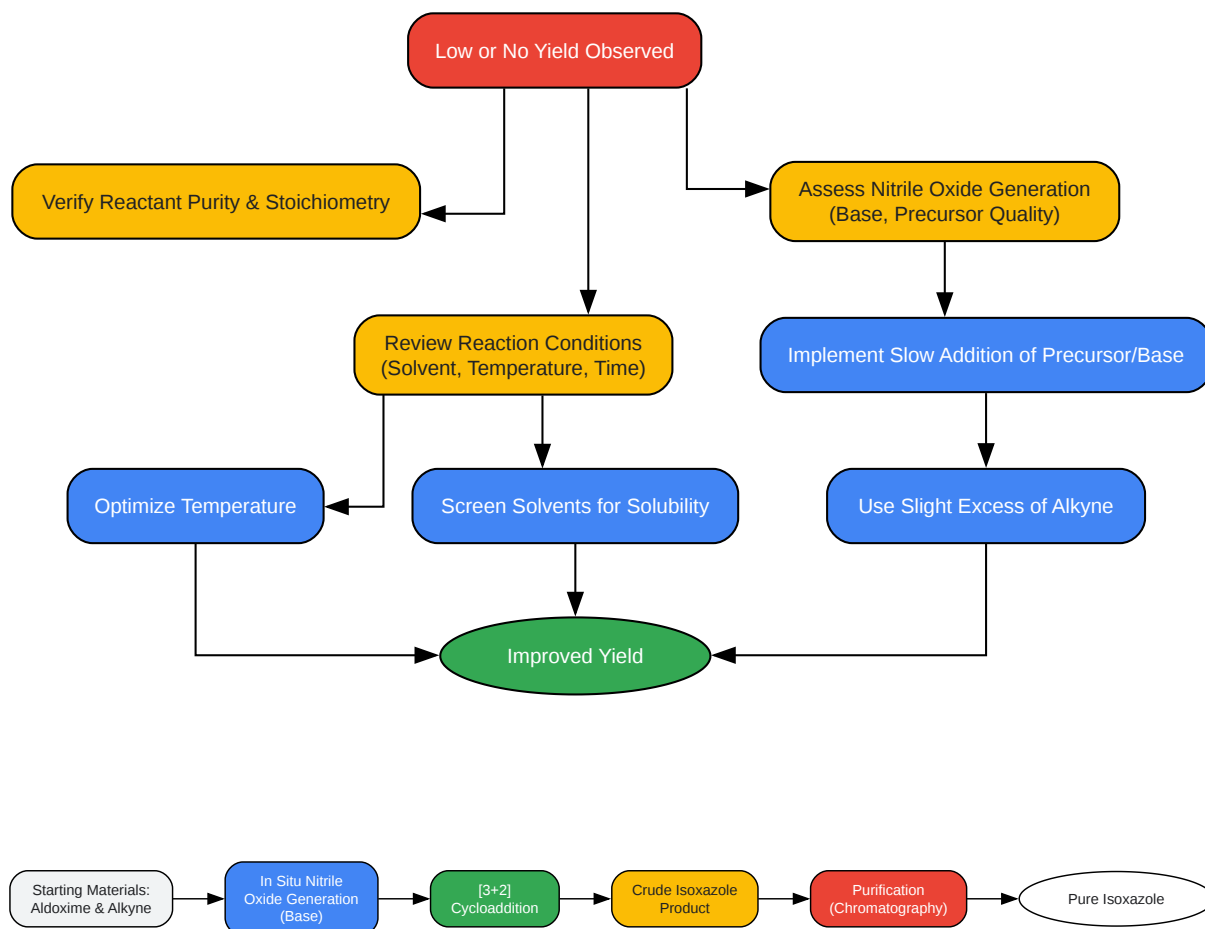 Low or No Yield Observed
Verify Reactant Purity & Stoichiometry
Assess Nitrile Oxide Generation
(Base, Precursor Quality)
Review Reaction Conditions
(Solvent, Temperature, Time)
Implement Slow Addition of Precursor/Base
Optimize Temperature
Screen Solvents for Solubility
Use Slight Excess of Alkyne
Improved Yield
Starting Materials:
Aldoxime & Alkyne
In Situ Nitrile
Oxide Generation
(Base)
[3+2]
Cycloaddition
Crude Isoxazole
Product
Purification
(Chromatography)
Pure Isoxazole